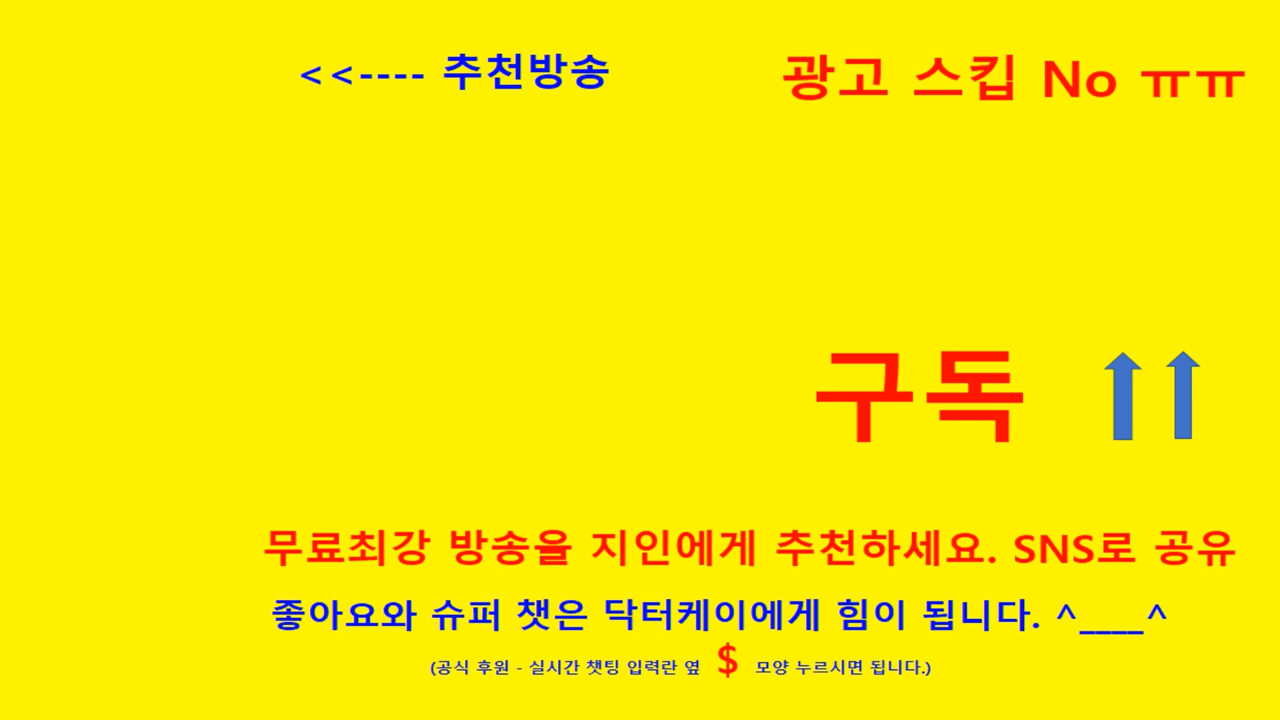 <<---- 추천방송
광고 스킵 No ㅠㅠ
구독
무료최강 방송을 지인에게 추천하세요. SNS로 공유
좋아요와 슈퍼 챗은 닥터케이에게 힘이 됩니다. ^____^
(공식 후원 - 실시간 챗팅 입력란 옆 $ 모양 누르시면 됩니다.)